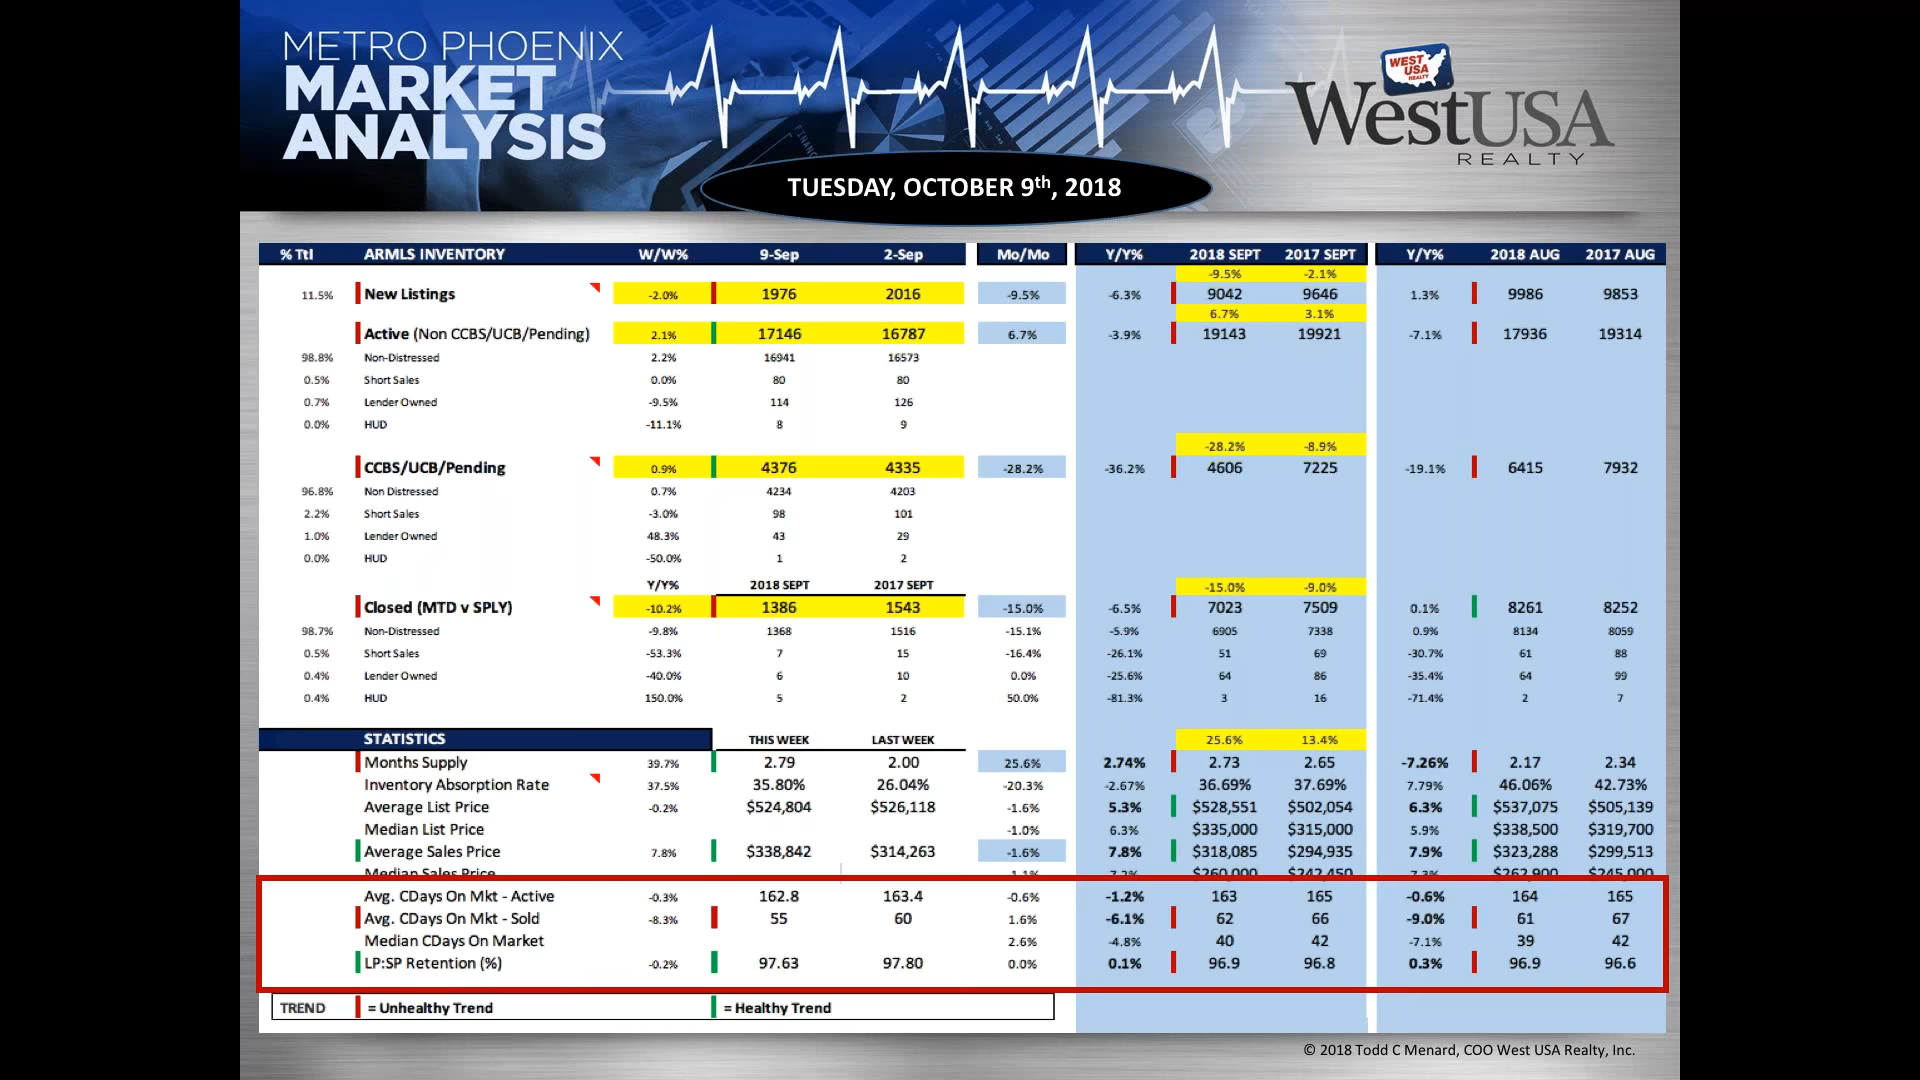 METRO PHOENIX
MARKET
ANALYSIS
WEST
USA
REALTY
WestUSA
REALTY
TUESDAY, OCTOBER 9th, 2018
% Ttl ARMLS INVENTORY W/W% 9-Sep 2-Sep Mo/Mo Y/Y% 2018 SEPT 2017 SEPT Y/Y% 2018 AUG 2017 AUG
-9.5% -2.1%
11.5% New Listings -2.0% 1976 2016 -9.5% -6.3% 9042 9646 1.3% 9986 9853
6.7% 3.1%
Active (Non CCBS/UCB/Pending) 2.1% 17146 16787 6.7% -3.9% 19143 19921 -7.1% 17936 19314
98.8% Non-Distressed 2.2% 16941 16573
0.5% Short Sales 0.0% 80 80
0.7% Lender Owned -9.5% 114 126
0.0% HUD -11.1% 8 9
-28.2% -8.9%
CCBS/UCB/Pending 0.9% 4376 4335 -28.2% -36.2% 4606 7225 -19.1% 6415 7932
96.8% Non Distressed 0.7% 4234 4203
2.2% Short Sales -3.0% 98 101
1.0% Lender Owned 48.3% 43 29
0.0% HUD -50.0% 1 2
Y/Y% 2018 SEPT 2017 SEPT -15.0% -9.0%
Closed (MTD v SPLY) -10.2% 1386 1543 -15.0% -6.5% 7023 7509 0.1% 8261 8252
98.7% Non-Distressed -9.8% 1368 1516 -15.1% -5.9% 6905 7338 0.9% 8134 8059
0.5% Short Sales -53.3% 7 15 -16.4% -26.1% 51 69 -30.7% 61 88
0.4% Lender Owned -40.0% 6 10 0.0% -25.6% 64 86 -35.4% 64 99
0.4% HUD 150.0% 5 2 50.0% -81.3% 3 16 -71.4% 2 7
STATISTICS THIS WEEK LAST WEEK 25.6% 13.4%
Months Supply 39.7% 2.79 2.00 25.6% 2.74% 2.73 2.65 -7.26% 2.17 2.34
Inventory Absorption Rate 37.5% 35.80% 26.04% -20.3% -2.67% 36.69% 37.69% 7.79% 46.06% 42.73%
Average List Price -0.2% $524,804 $526,118 -1.6% 5.3% $528,551 $502,054 6.3% $537,075 $505,139
Median List Price -1.0% 6.3% $335,000 $315,000 5.9% $338,500 $319,700
Average Sales Price 7.8% $338,842 $314,263 -1.6% 7.8% $318,085 $294,935 7.9% $323,288 $299,513
Median Sales Price $260,000 $242,450 $262,900 $245,000
Avg. CDays On Mkt - Active -0.3% 162.8 163.4 -0.6% -1.2% 163 165 -0.6% 164 165
Avg. CDays On Mkt - Sold -8.3% 55 60 1.6% -6.1% 62 66 -9.0% 61 67
Median CDays On Market 2.6% -4.8% 40 42 -7.1% 39 42
LP:SP Retention (%) -0.2% 97.63 97.80 0.0% 0.1% 96.9 96.8 0.3% 96.9 96.6
TREND = Unhealthy Trend = Healthy Trend
© 2018 Todd C Menard, COO West USA Realty, Inc.